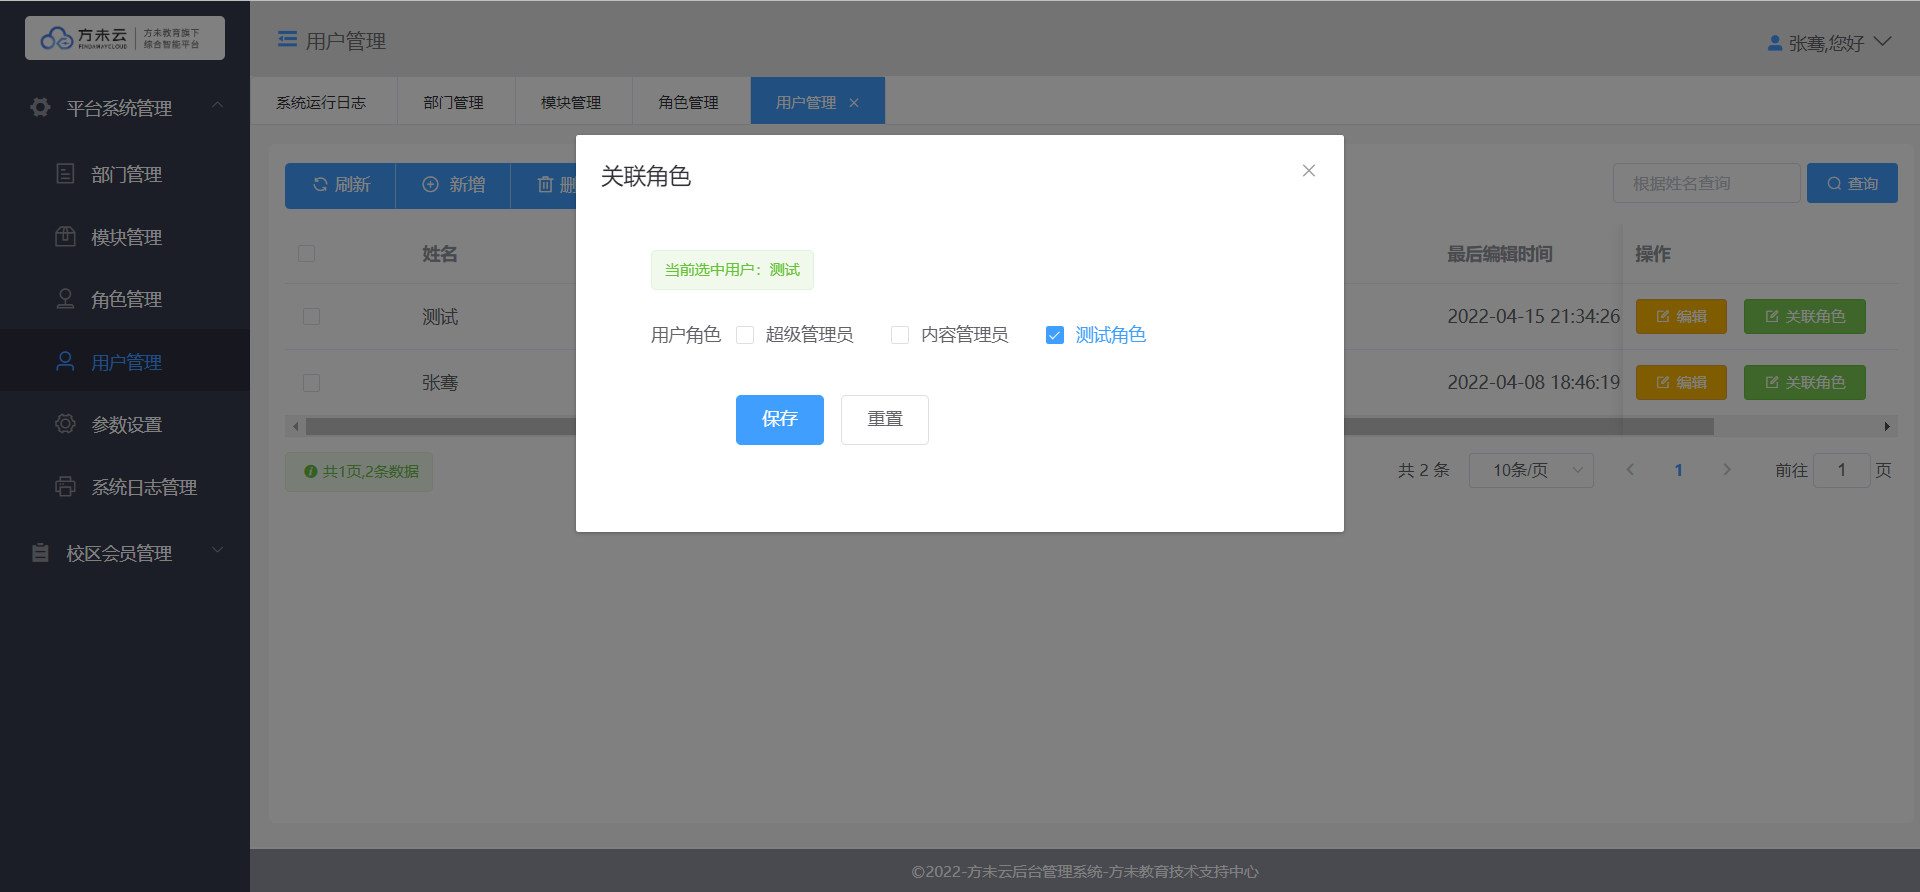 方未云
FENGAWAYCLOUD
方未教育旗下
综合智能平台
用户管理
张骞,您好
平台系统管理
部门管理
模块管理
角色管理
用户管理
参数设置
系统日志管理
校区会员管理
系统运行日志
部门管理
模块管理
角色管理
用户管理
刷新
新增
删
根据姓名查询
查询
姓名
最后编辑时间
操作
测试
2022-04-15 21:34:26
编辑
关联角色
张骞
2022-04-08 18:46:19
编辑
关联角色
共1页,2条数据
共 2 条
10条/页
1
前往
1
页
关联角色
当前选中用户：测试
用户角色
超级管理员
内容管理员
测试角色
保存
重置
©2022-方未云后台管理系统-方未教育技术支持中心